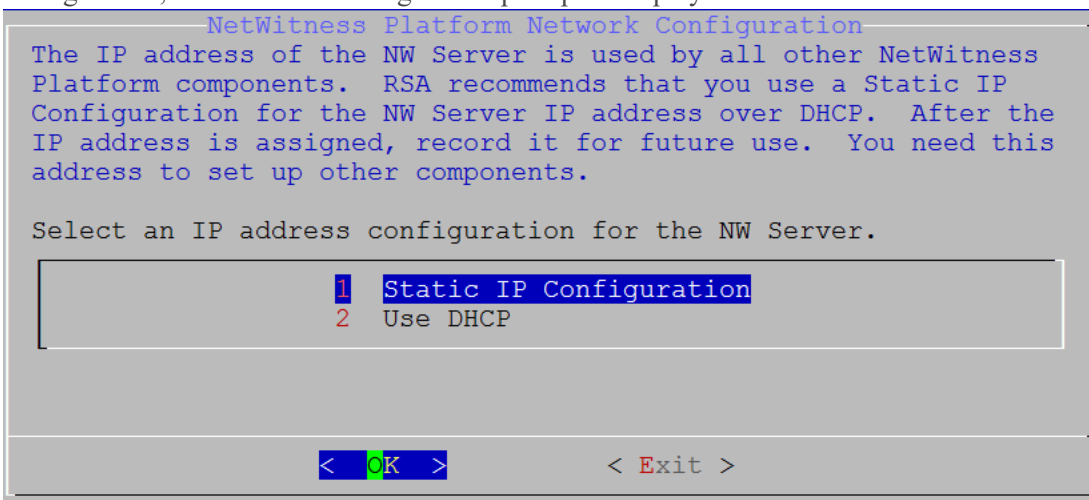 NetWitness Platform Network Configuration
The IP address of the NW Server is used by all other NetWitness
Platform components.  RSA recommends that you use a Static IP
Configuration for the NW Server IP address over DHCP.  After the
IP address is assigned, record it for future use.  You need this
address to set up other components.
Select an IP address configuration for the NW Server.
1  Static IP Configuration
2  Use DHCP
<  OK  >  < Exit >